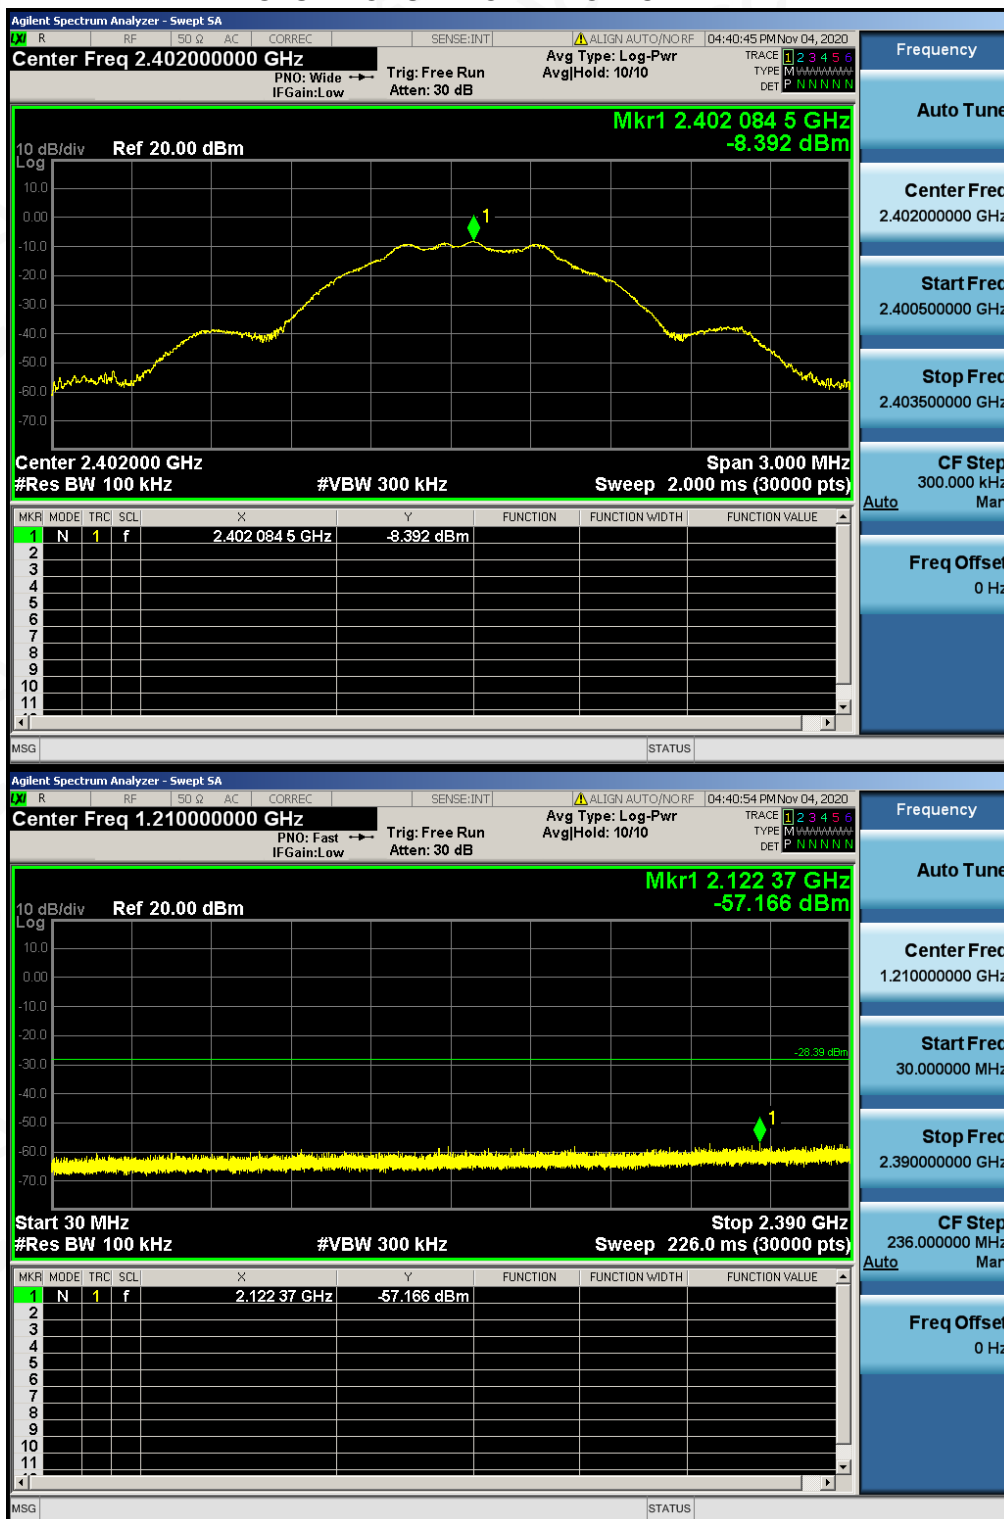 Agilent Spectrum Analyzer - Swept SA
LXI R RF 50 Ω AC CORREC SENSE:INT ALIGN AUTO/NO RF 04:40:45 PM Nov 04, 2020
Center Freq 2.402000000 GHz
PNO: Wide
IFGain:Low
Trig: Free Run
Atten: 30 dB
Avg Type: Log-Pwr
Avg|Hold: 10/10
TRACE 1 2 3 4 5 6
TYPE M
DET P N N N N N
Mkr1 2.402 084 5 GHz
-8.392 dBm
10 dB/div Ref 20.00 dBm
Log
10.0
0.00
-10.0
-20.0
-30.0
-40.0
-50.0
-60.0
-70.0
1
Center 2.402000 GHz Span 3.000 MHz
#Res BW 100 kHz #VBW 300 kHz Sweep 2.000 ms (30000 pts)
MKR MODE TRC SCL X Y FUNCTION FUNCTION WIDTH FUNCTION VALUE
1 N 1 f 2.402 084 5 GHz -8.392 dBm
2
3
4
5
6
7
8
9
10
11
MSG STATUS
Frequency
Auto Tune
Center Freq
2.402000000 GHz
Start Freq
2.400500000 GHz
Stop Freq
2.403500000 GHz
CF Step
300.000 kHz
Auto Man
Freq Offset
0 Hz
Agilent Spectrum Analyzer - Swept SA
LXI R RF 50 Ω AC CORREC SENSE:INT ALIGN AUTO/NO RF 04:40:54 PM Nov 04, 2020
Center Freq 1.210000000 GHz
PNO: Fast
IFGain:Low
Trig: Free Run
Atten: 30 dB
Avg Type: Log-Pwr
Avg|Hold: 10/10
TRACE 1 2 3 4 5 6
TYPE M
DET P N N N N N
Mkr1 2.122 37 GHz
-57.166 dBm
10 dB/div Ref 20.00 dBm
Log
10.0
0.00
-10.0
-20.0
-30.0
-40.0
-50.0
-60.0
-70.0
-28.39 dBm
1
Start 30 MHz Stop 2.390 GHz
#Res BW 100 kHz #VBW 300 kHz Sweep 226.0 ms (30000 pts)
MKR MODE TRC SCL X Y FUNCTION FUNCTION WIDTH FUNCTION VALUE
1 N 1 f 2.122 37 GHz -57.166 dBm
2
3
4
5
6
7
8
9
10
11
MSG STATUS
Frequency
Auto Tune
Center Freq
1.210000000 GHz
Start Freq
30.000000 MHz
Stop Freq
2.390000000 GHz
CF Step
236.000000 MHz
Auto Man
Freq Offset
0 Hz